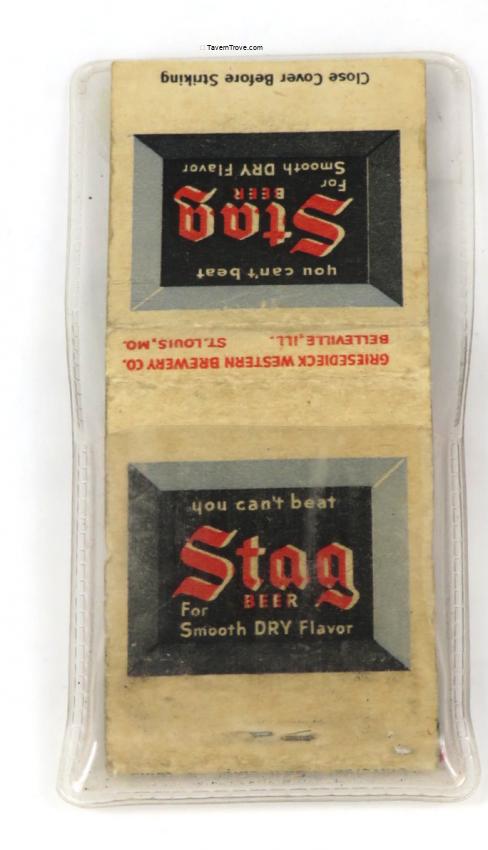 © TavernTrove.com
Close Cover Before Striking
you can't beat
Stag
BEER
For
Smooth DRY Flavor
GRIESEDIECK WESTERN BREWERY CO.
BELLEVILLE, ILL. ST. LOUIS, MO.
you can't beat
Stag
BEER
For
Smooth DRY Flavor